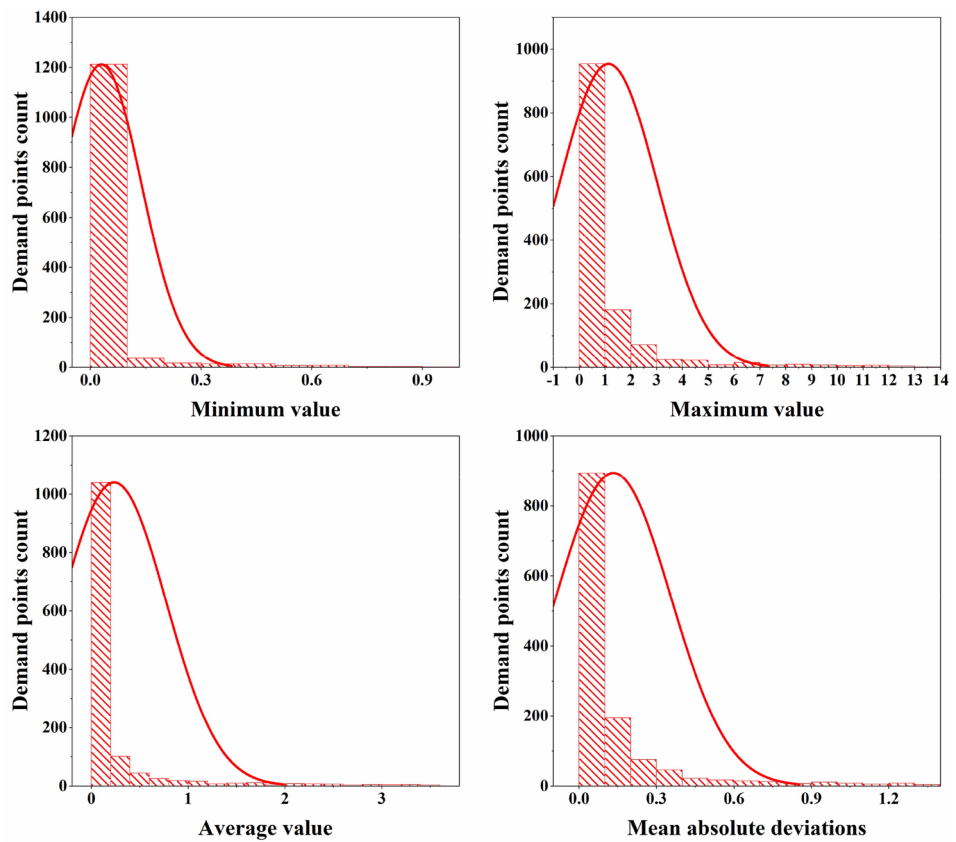 1400
1200
1000
800
600
400
200
0
Demand points count
0.0 0.3 0.6 0.9
Minimum value
1000
800
600
400
200
0
Demand points count
-1 0 1 2 3 4 5 6 7 8 9 10 11 12 13 14
Maximum value
1200
1000
800
600
400
200
0
Demand points count
0 1 2 3
Average value
1000
800
600
400
200
0
Demand points count
0.0 0.3 0.6 0.9 1.2
Mean absolute deviations